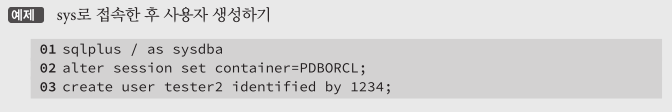 예제 sys로 접속한 후 사용자 생성하기
01 sqlplus / as sysdba
02 alter session set container=PDBORCL;
03 create user tester2 identified by 1234;